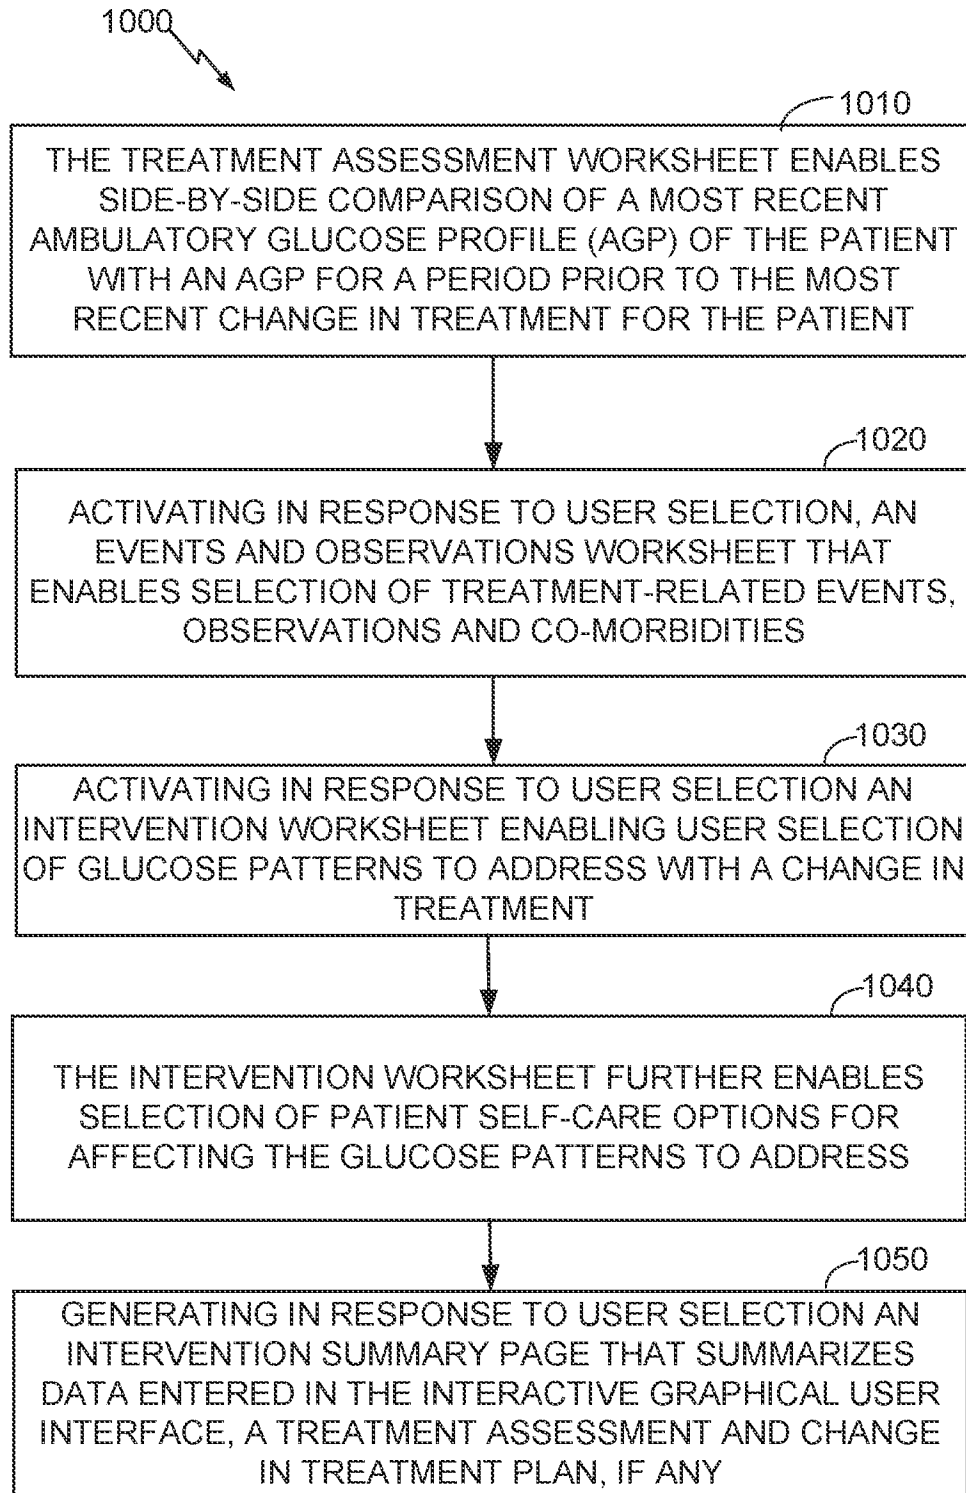 1000
1010
THE TREATMENT ASSESSMENT WORKSHEET ENABLES
SIDE-BY-SIDE COMPARISON OF A MOST RECENT
AMBULATORY GLUCOSE PROFILE (AGP) OF THE PATIENT
WITH AN AGP FOR A PERIOD PRIOR TO THE MOST
RECENT CHANGE IN TREATMENT FOR THE PATIENT
1020
ACTIVATING IN RESPONSE TO USER SELECTION, AN
EVENTS AND OBSERVATIONS WORKSHEET THAT
ENABLES SELECTION OF TREATMENT-RELATED EVENTS,
OBSERVATIONS AND CO-MORBIDITIES
1030
ACTIVATING IN RESPONSE TO USER SELECTION AN
INTERVENTION WORKSHEET ENABLING USER SELECTION
OF GLUCOSE PATTERNS TO ADDRESS WITH A CHANGE IN
TREATMENT
1040
THE INTERVENTION WORKSHEET FURTHER ENABLES
SELECTION OF PATIENT SELF-CARE OPTIONS FOR
AFFECTING THE GLUCOSE PATTERNS TO ADDRESS
1050
GENERATING IN RESPONSE TO USER SELECTION AN
INTERVENTION SUMMARY PAGE THAT SUMMARIZES
DATA ENTERED IN THE INTERACTIVE GRAPHICAL USER
INTERFACE, A TREATMENT ASSESSMENT AND CHANGE
IN TREATMENT PLAN, IF ANY